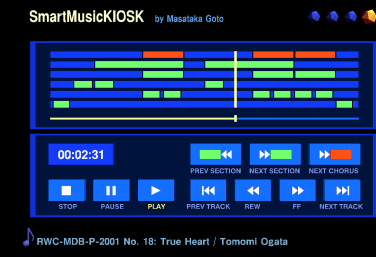 SmartMusicKIOSK by Masataka Goto
00:02:31
PREV SECTION NEXT SECTION NEXT CHORUS
STOP PAUSE PLAY PREV TRACK REW FF NEXT TRACK
RWC-MDB-P-2001 No. 18: True Heart / Tomomi Ogata